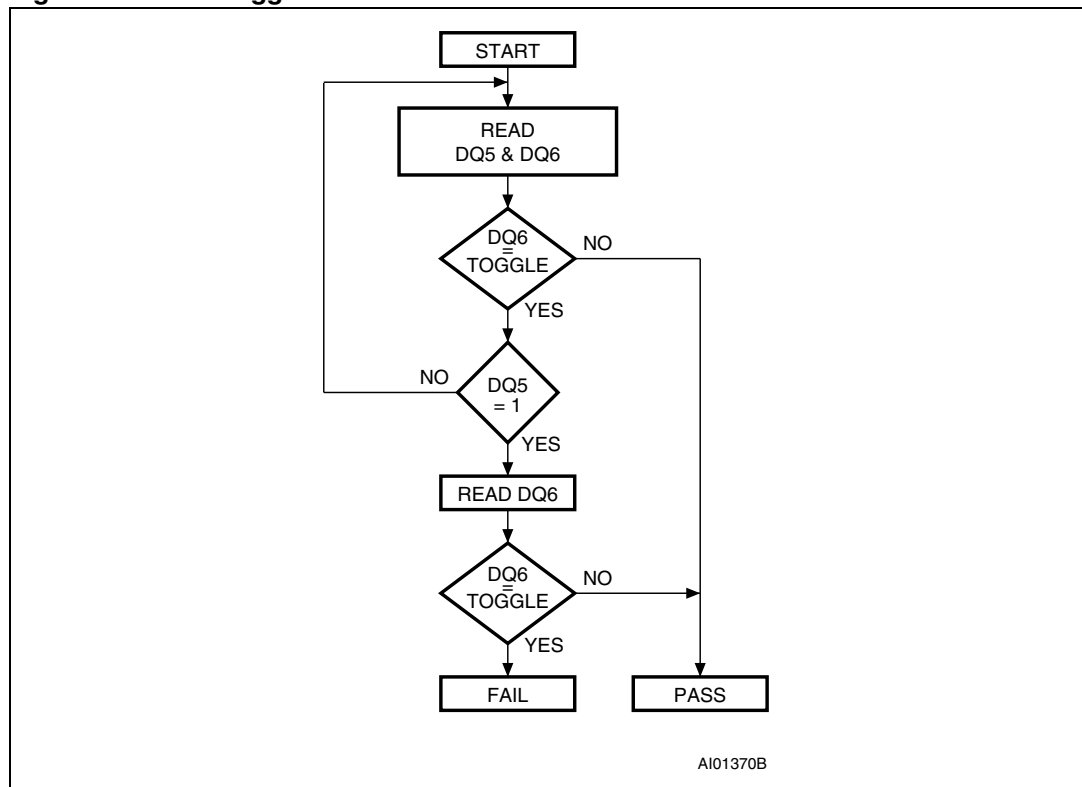 START
READ
DQ5 & DQ6
DQ6
=
TOGGLE
NO
YES
NO
DQ5
= 1
YES
READ DQ6
DQ6
=
TOGGLE
NO
YES
FAIL
PASS
AI01370B